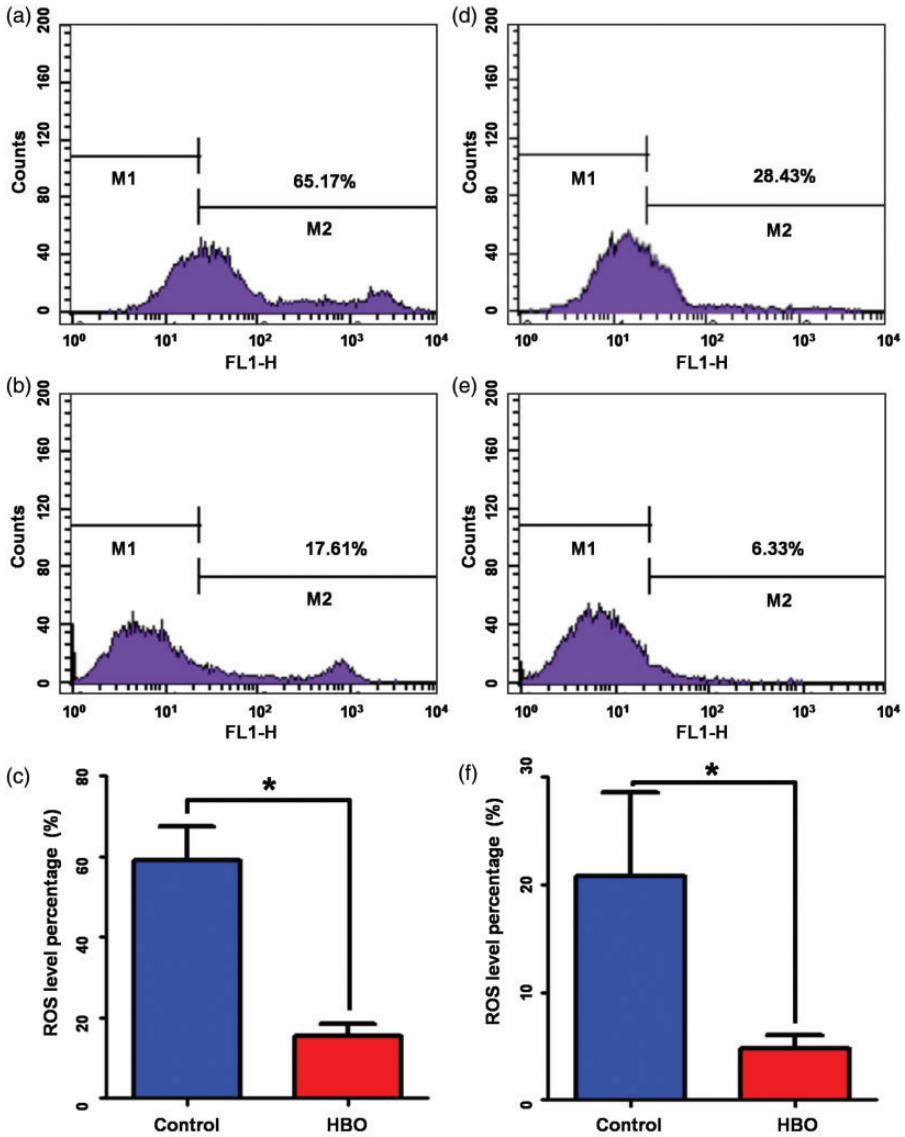 (a)
200
160
120
80
40
0
Counts
M1
65.17%
M2
10⁰ 10¹ 10² 10³ 10⁴
FL1-H
(d)
200
160
120
80
40
0
Counts
M1
28.43%
M2
10⁰ 10¹ 10² 10³ 10⁴
FL1-H
(b)
200
160
120
80
40
0
Counts
M1
17.61%
M2
10⁰ 10¹ 10² 10³ 10⁴
FL1-H
(e)
200
160
120
80
40
0
Counts
M1
6.33%
M2
10⁰ 10¹ 10² 10³ 10⁴
FL1-H
(c)
80
60
40
20
0
ROS level percentage (%)
*
Control HBO
(f)
30
20
10
0
ROS level percentage (%)
*
Control HBO